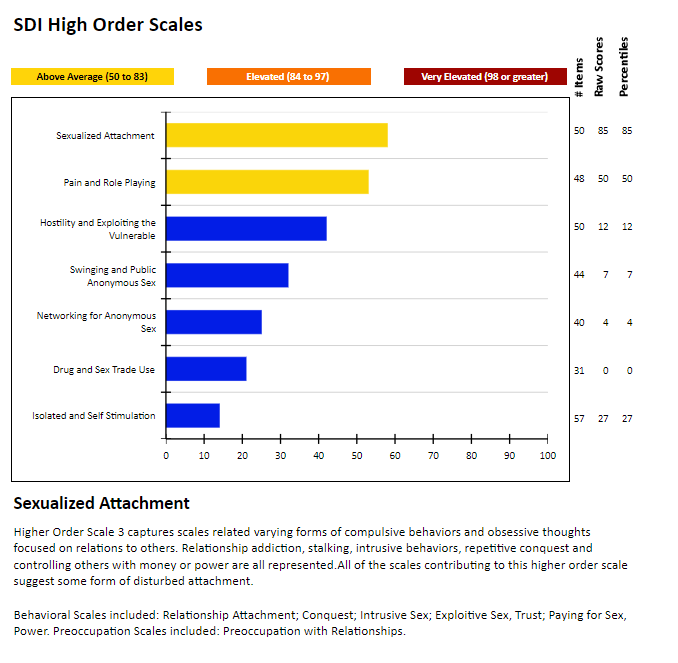 SDI High Order Scales
# Items
Raw Scores
Percentiles
Above Average (50 to 83)
Elevated (84 to 97)
Very Elevated (98 or greater)
Sexualized Attachment
50 85 85
Pain and Role Playing
48 50 50
Hostility and Exploiting the
Vulnerable
50 12 12
Swinging and Public
Anonymous Sex
44 7 7
Networking for Anonymous
Sex
40 4 4
Drug and Sex Trade Use
31 0 0
Isolated and Self Stimulation
57 27 27
0 10 20 30 40 50 60 70 80 90 100
Sexualized Attachment
Higher Order Scale 3 captures scales related varying forms of compulsive behaviors and obsessive thoughts
focused on relations to others. Relationship addiction, stalking, intrusive behaviors, repetitive conquest and
controlling others with money or power are all represented.All of the scales contributing to this higher order scale
suggest some form of disturbed attachment.
Behavioral Scales included: Relationship Attachment; Conquest; Intrusive Sex; Exploitive Sex, Trust; Paying for Sex,
Power. Preoccupation Scales included: Preoccupation with Relationships.